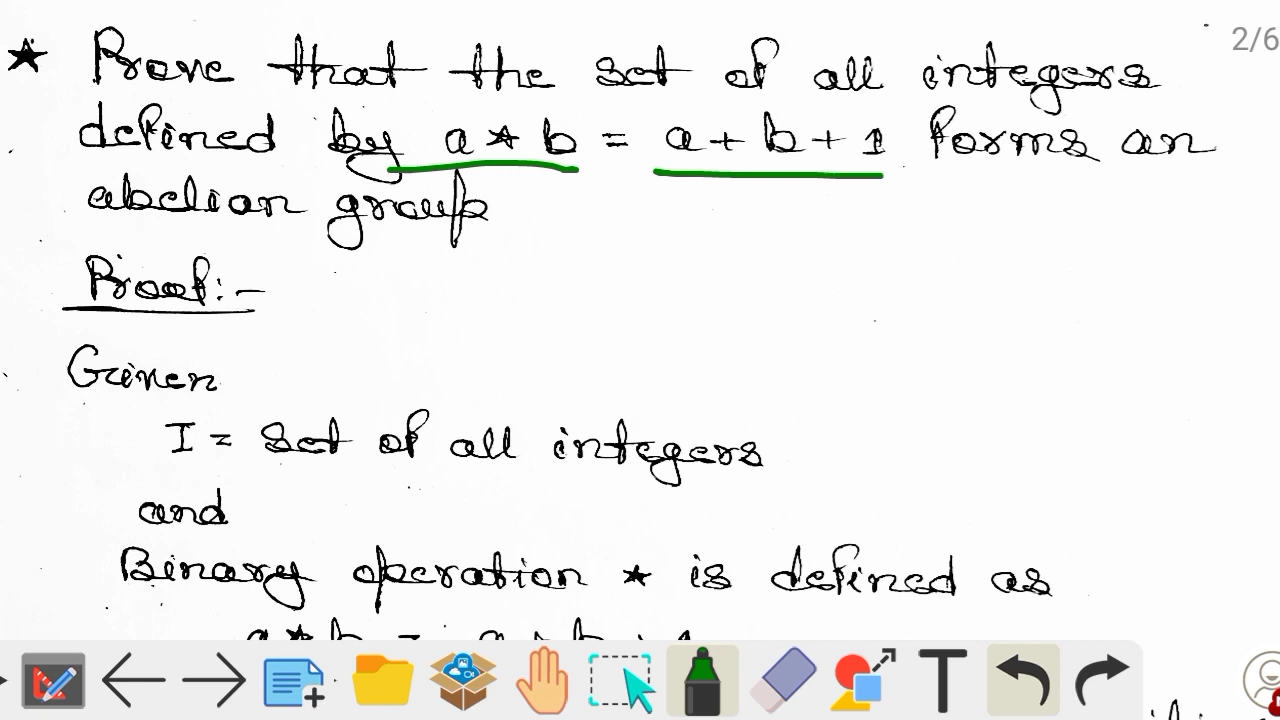 2/6
★ Prove that the set of all integers
defined by a * b = a + b + 1 forms an
abelian group
Proof:-
Given
I = Set of all integers
and
Binary operation * is defined as
a * b = a + b + 1
T